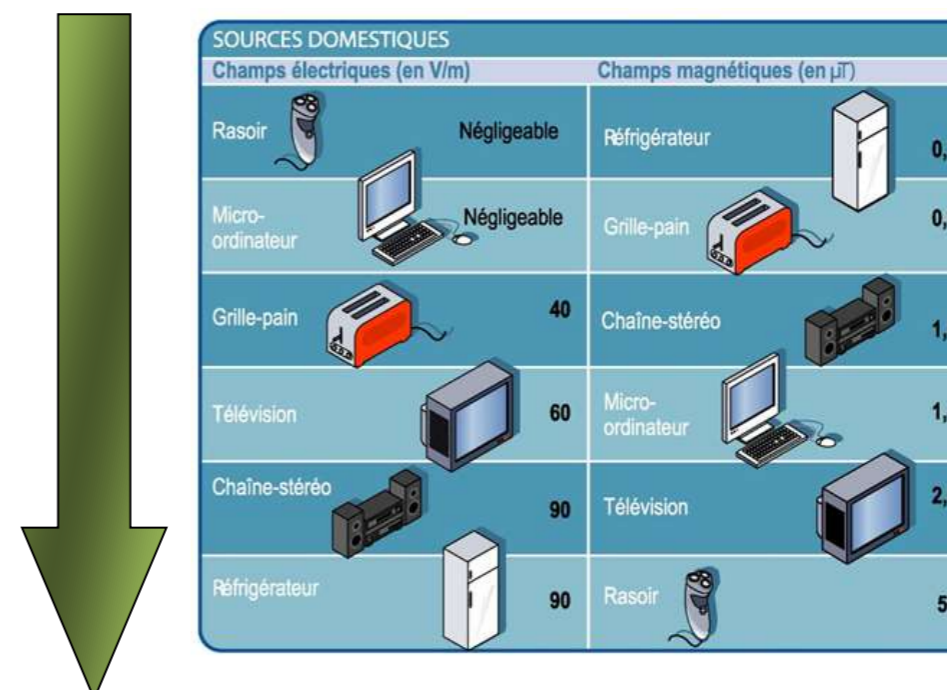 SOURCES DOMESTIQUES
Champs électriques (en V/m)
Champs magnétiques (en µT)
Rasoir
Négligeable
Réfrigérateur
0,
Micro-
ordinateur
Négligeable
Grille-pain
0,
Grille-pain
40
Chaîne-stéréo
1,
Télévision
60
Micro-
ordinateur
1,
Chaîne-stéréo
90
Télévision
2,
Réfrigérateur
90
Rasoir
5